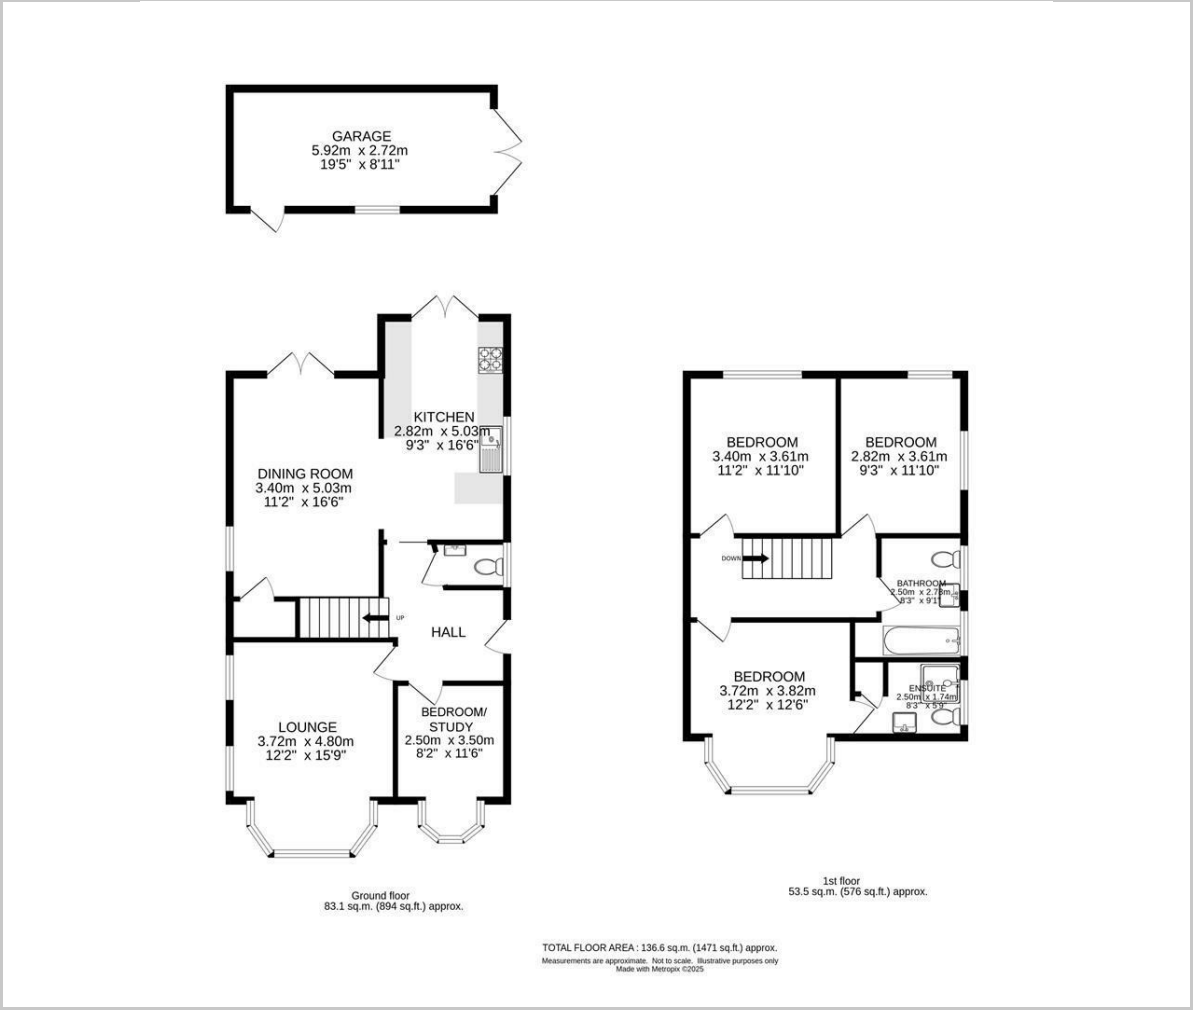 GARAGE
5.92m x 2.72m
19'5" x 8'11"
KITCHEN
2.82m x 5.03m
9'3" x 16'6"
DINING ROOM
3.40m x 5.03m
11'2" x 16'6"
UP
HALL
LOUNGE
3.72m x 4.80m
12'2" x 15'9"
BEDROOM/
STUDY
2.50m x 3.50m
8'2" x 11'6"
Ground floor
83.1 sq.m. (894 sq.ft.) approx.
BEDROOM
3.40m x 3.61m
11'2" x 11'10"
BEDROOM
2.82m x 3.61m
9'3" x 11'10"
DOWN
BATHROOM
2.50m x 2.78m
8'3" x 9'1"
BEDROOM
3.72m x 3.82m
12'2" x 12'6"
ENSUITE
2.50m x 1.74m
8'3" x 5'9"
1st floor
53.5 sq.m. (576 sq.ft.) approx.
TOTAL FLOOR AREA : 136.6 sq.m. (1471 sq.ft.) approx.
Measurements are approximate. Not to scale. Illustrative purposes only
Made with Metropix ©2025